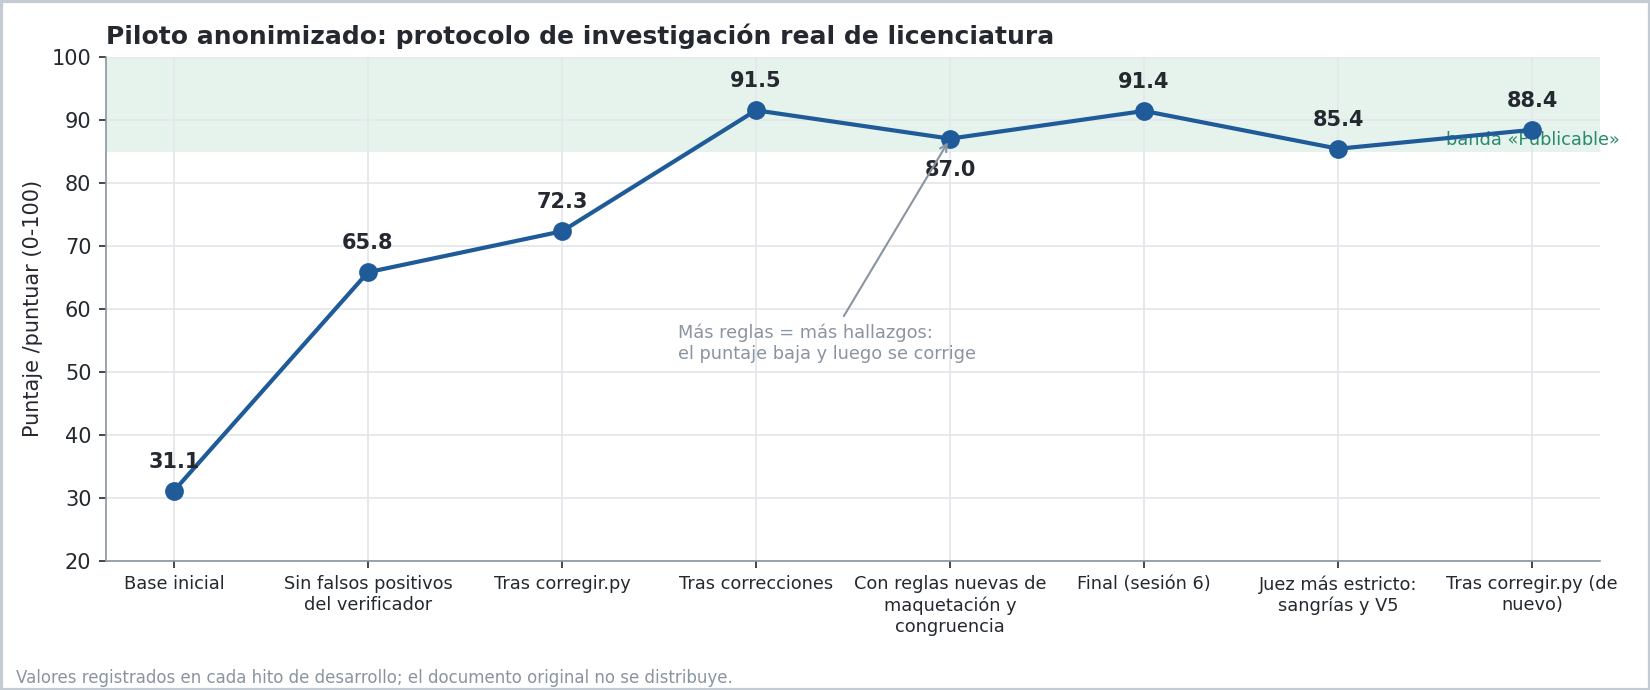 Piloto anonimizado: protocolo de investigación real de licenciatura
Puntaje /puntuar (0-100)
100
90
80
70
60
50
40
30
20
31.1
65.8
72.3
91.5
87.0
91.4
85.4
88.4
banda «Publicable»
Más reglas = más hallazgos:
el puntaje baja y luego se corrige
Base inicial
Sin falsos positivos
del verificador
Tras corregir.py
Tras correcciones
Con reglas nuevas de
maquetación y
congruencia
Final (sesión 6)
Juez más estricto:
sangrías y V5
Tras corregir.py (de
nuevo)
Valores registrados en cada hito de desarrollo; el documento original no se distribuye.